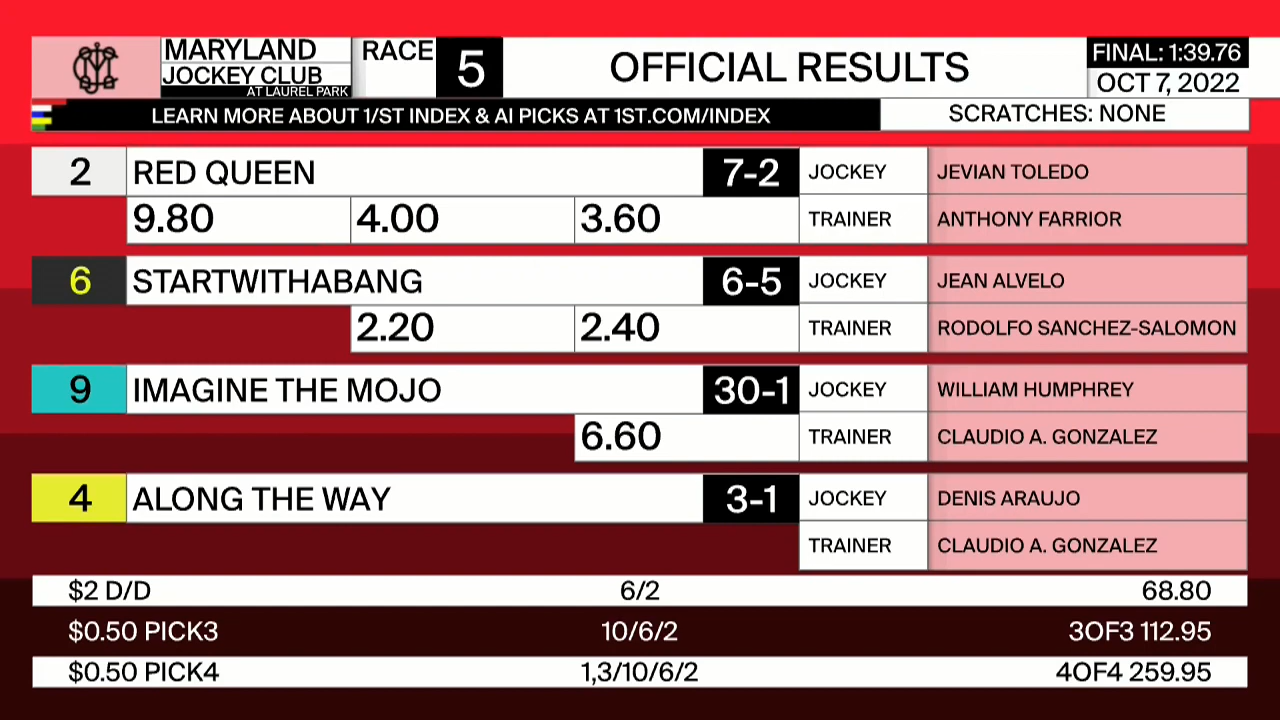 MARYLAND
JOCKEY CLUB
AT LAUREL PARK
RACE 5
OFFICIAL RESULTS
FINAL: 1:39.76
OCT 7, 2022
LEARN MORE ABOUT 1/ST INDEX & AI PICKS AT 1ST.COM/INDEX
SCRATCHES: NONE
2 RED QUEEN 7-2 JOCKEY JEVIAN TOLEDO
9.80 4.00 3.60 TRAINER ANTHONY FARRIOR
6 STARTWITHABANG 6-5 JOCKEY JEAN ALVELO
2.20 2.40 TRAINER RODOLFO SANCHEZ-SALOMON
9 IMAGINE THE MOJO 30-1 JOCKEY WILLIAM HUMPHREY
6.60 TRAINER CLAUDIO A. GONZALEZ
4 ALONG THE WAY 3-1 JOCKEY DENIS ARAUJO
TRAINER CLAUDIO A. GONZALEZ
$2 D/D 6/2 68.80
$0.50 PICK3 10/6/2 3OF3 112.95
$0.50 PICK4 1,3/10/6/2 4OF4 259.95